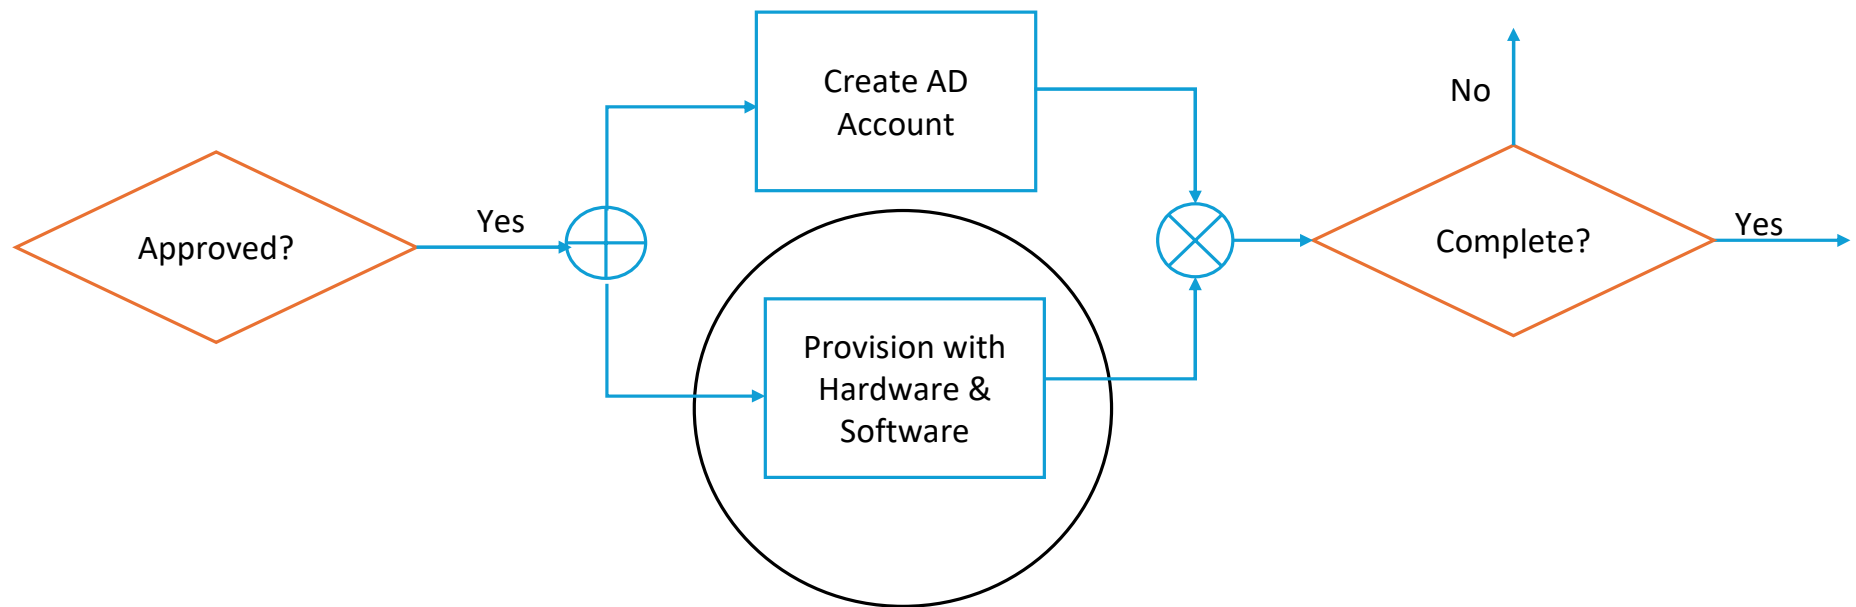 Approved?
Yes
Create AD
Account
Provision with
Hardware &
Software
No
Complete?
Yes